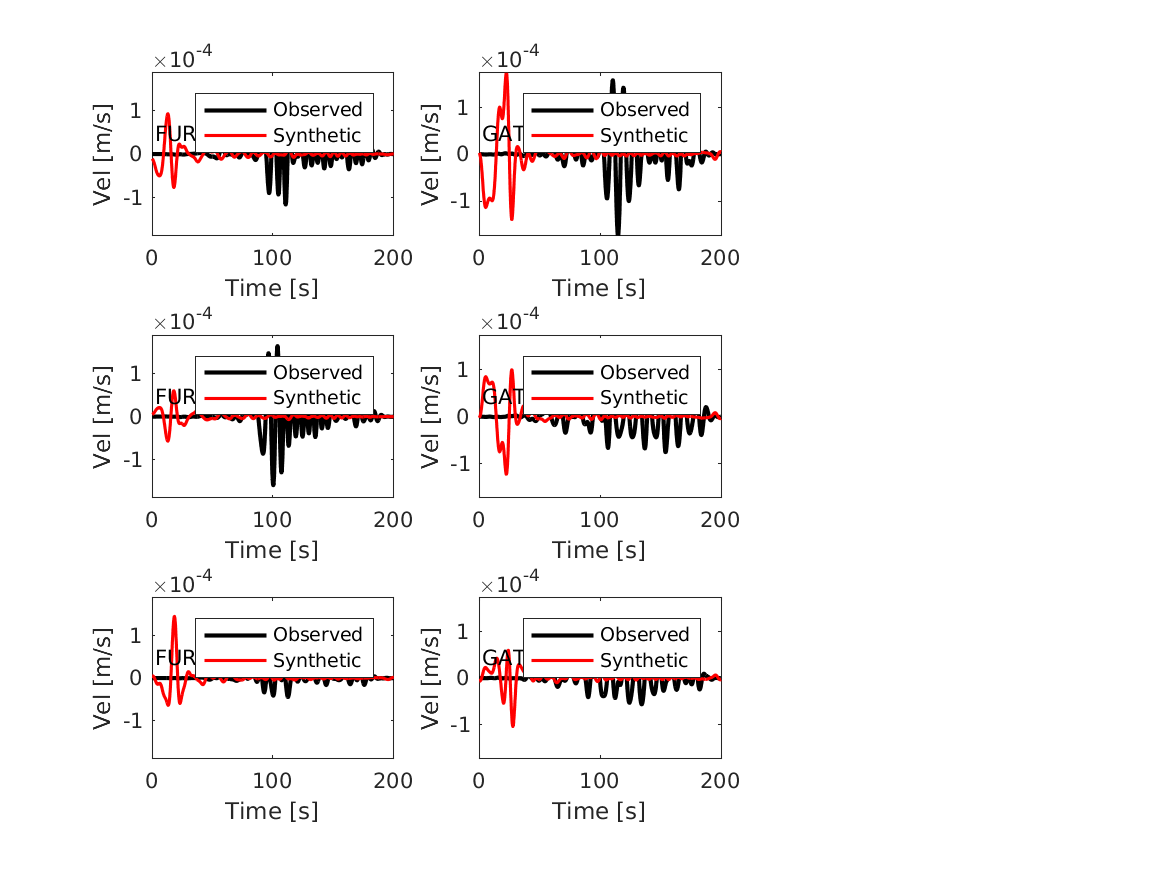 ×10-4
Vel [m/s]
1
0
-1
FUR
Observed
Synthetic
0
100
200
Time [s]
×10-4
Vel [m/s]
1
0
-1
GAT
Observed
Synthetic
0
100
200
Time [s]
×10-4
Vel [m/s]
1
0
-1
FUR
Observed
Synthetic
0
100
200
Time [s]
×10-4
Vel [m/s]
1
0
-1
GAT
Observed
Synthetic
0
100
200
Time [s]
×10-4
Vel [m/s]
1
0
-1
FUR
Observed
Synthetic
0
100
200
Time [s]
×10-4
Vel [m/s]
1
0
-1
GAT
Observed
Synthetic
0
100
200
Time [s]